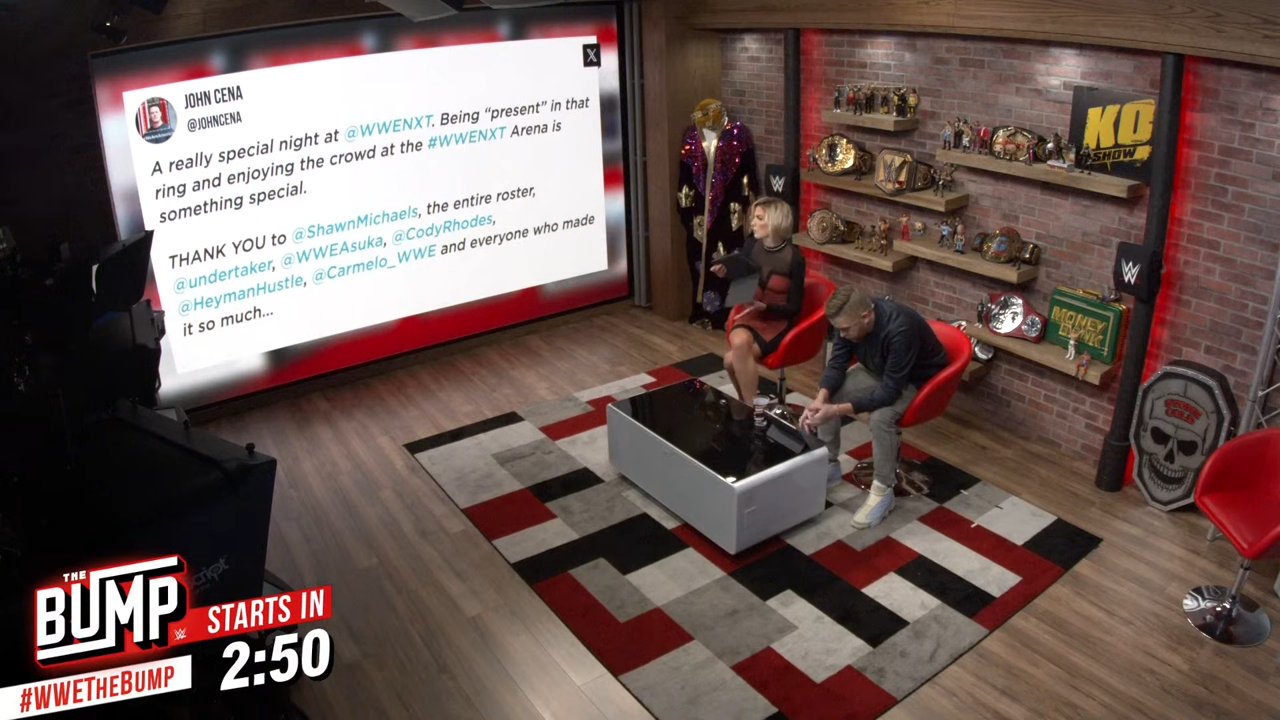 X
JOHN CENA
@JOHNCENA
A really special night at @WWENXT. Being “present” in that
ring and enjoying the crowd at the #WWENXT Arena is
something special.
THANK YOU to @ShawnMichaels, the entire roster,
@undertaker, @WWEAsuka, @CodyRhodes,
@HeymanHustle, @Carmelo_WWE and everyone who made
it so much...
KO
SHOW
W
W
MONEY
IN THE
BANK
THE
BUMP
W
STARTS IN
2:50
#WWETHEBUMP